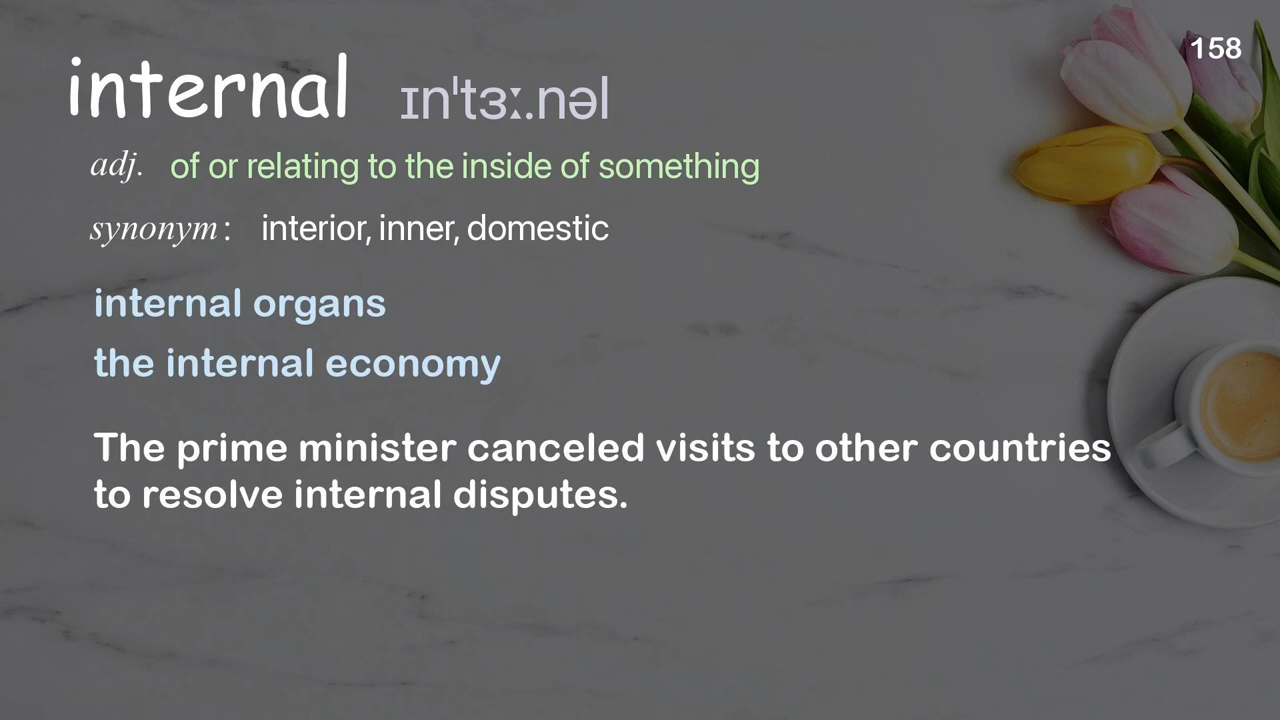 158
internal ɪnˈtɜː.nəl
adj. of or relating to the inside of something
synonym: interior, inner, domestic
internal organs
the internal economy
The prime minister canceled visits to other countries
to resolve internal disputes.